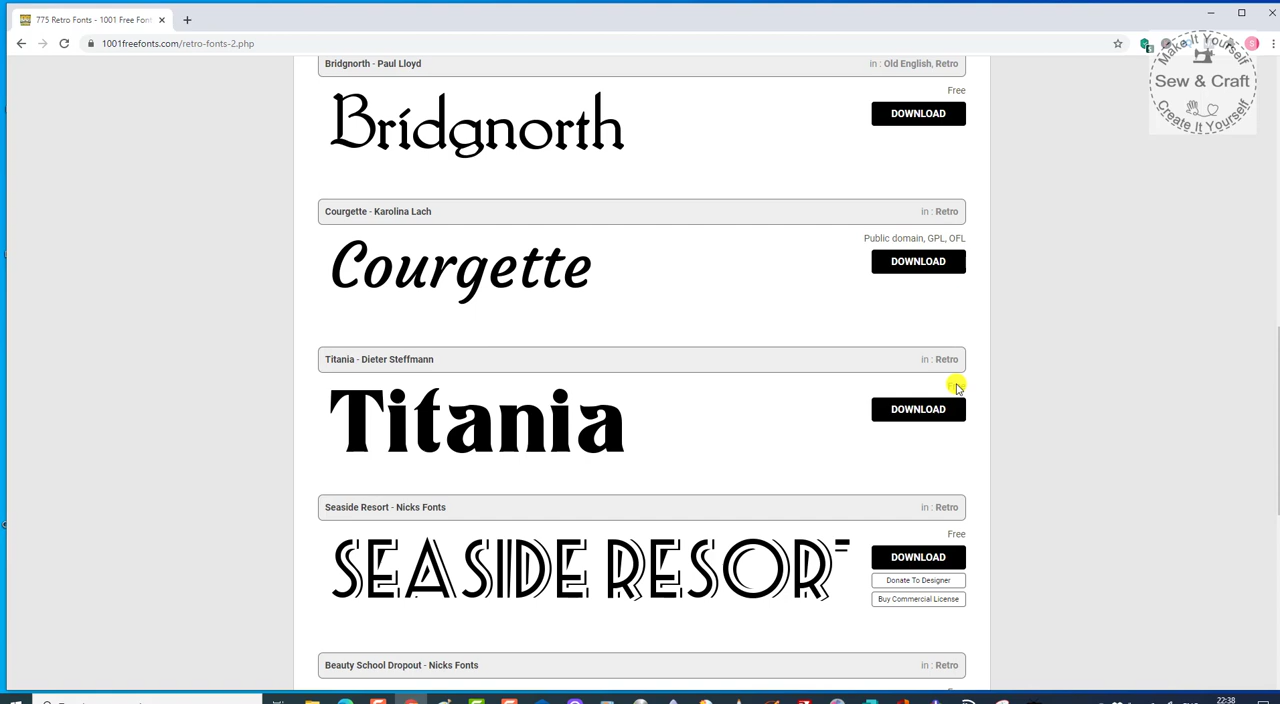 775 Retro Fonts - 1001 Free Font
1001freefonts.com/retro-fonts-2.php
Make It Yourself
Sew & Craft
Create It Yourself
Bridgnorth - Paul Lloyd
in : Old English, Retro
Free
Bridgnorth
DOWNLOAD
Courgette - Karolina Lach
in : Retro
Public domain, GPL, OFL
Courgette
DOWNLOAD
Titania - Dieter Steffmann
in : Retro
Titania
DOWNLOAD
Seaside Resort - Nicks Fonts
in : Retro
Free
SEASIDE RESORT
DOWNLOAD
Donate To Designer
Buy Commercial License
Beauty School Dropout - Nicks Fonts
in : Retro
22:38